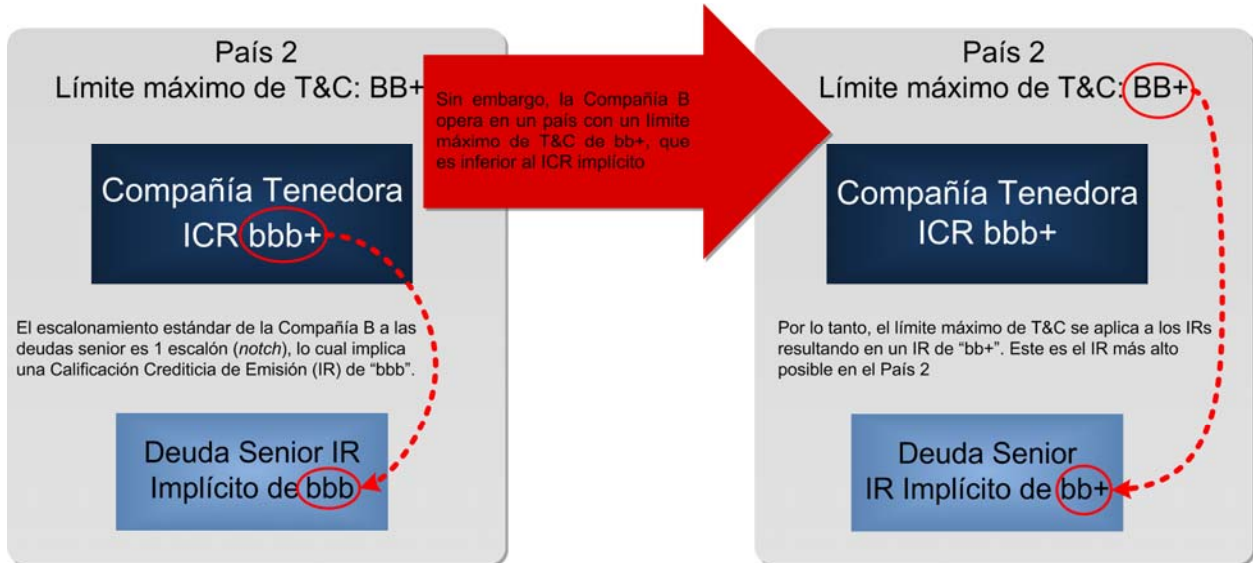 País 2
Límite máximo de T&C: BB+
Compañía Tenedora
ICR bbb+
El escalonamiento estándar de la Compañía B a las
deudas senior es 1 escalón (notch), lo cual implica
una Calificación Crediticia de Emisión (IR) de “bbb”.
Deuda Senior IR
Implícito de bbb
Sin embargo, la Compañía B
opera en un país con un límite
máximo de T&C de bb+, que
es inferior al ICR implícito
País 2
Límite máximo de T&C: BB+
Compañía Tenedora
ICR bbb+
Por lo tanto, el límite máximo de T&C se aplica a los IRs
resultando en un IR de “bb+”. Este es el IR más alto
posible en el País 2
Deuda Senior
IR Implícito de bb+